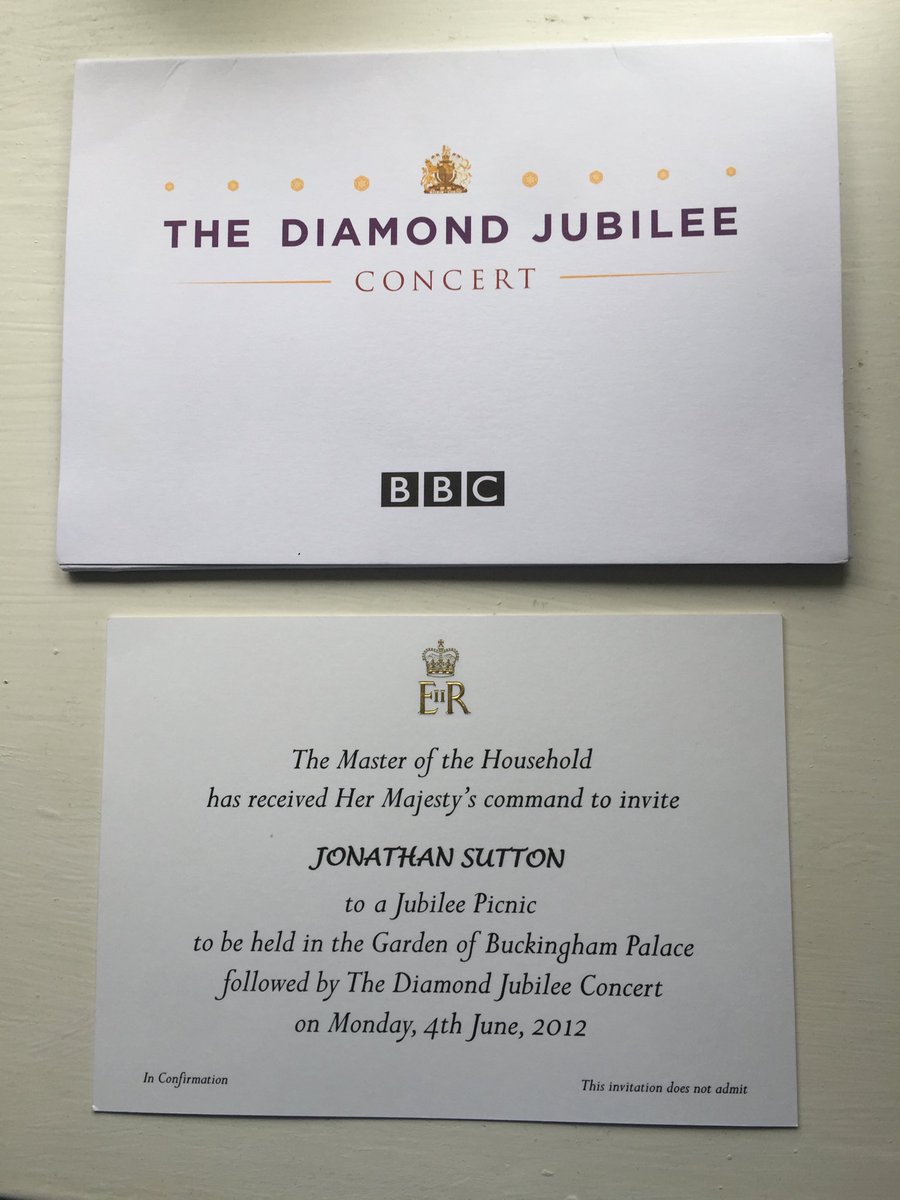 THE DIAMOND JUBILEE
CONCERT
BBC
EIIR
The Master of the Household
has received Her Majesty's command to invite
JONATHAN SUTTON
to a Jubilee Picnic
to be held in the Garden of Buckingham Palace
followed by The Diamond Jubilee Concert
on Monday, 4th June, 2012
In Confirmation
This invitation does not admit